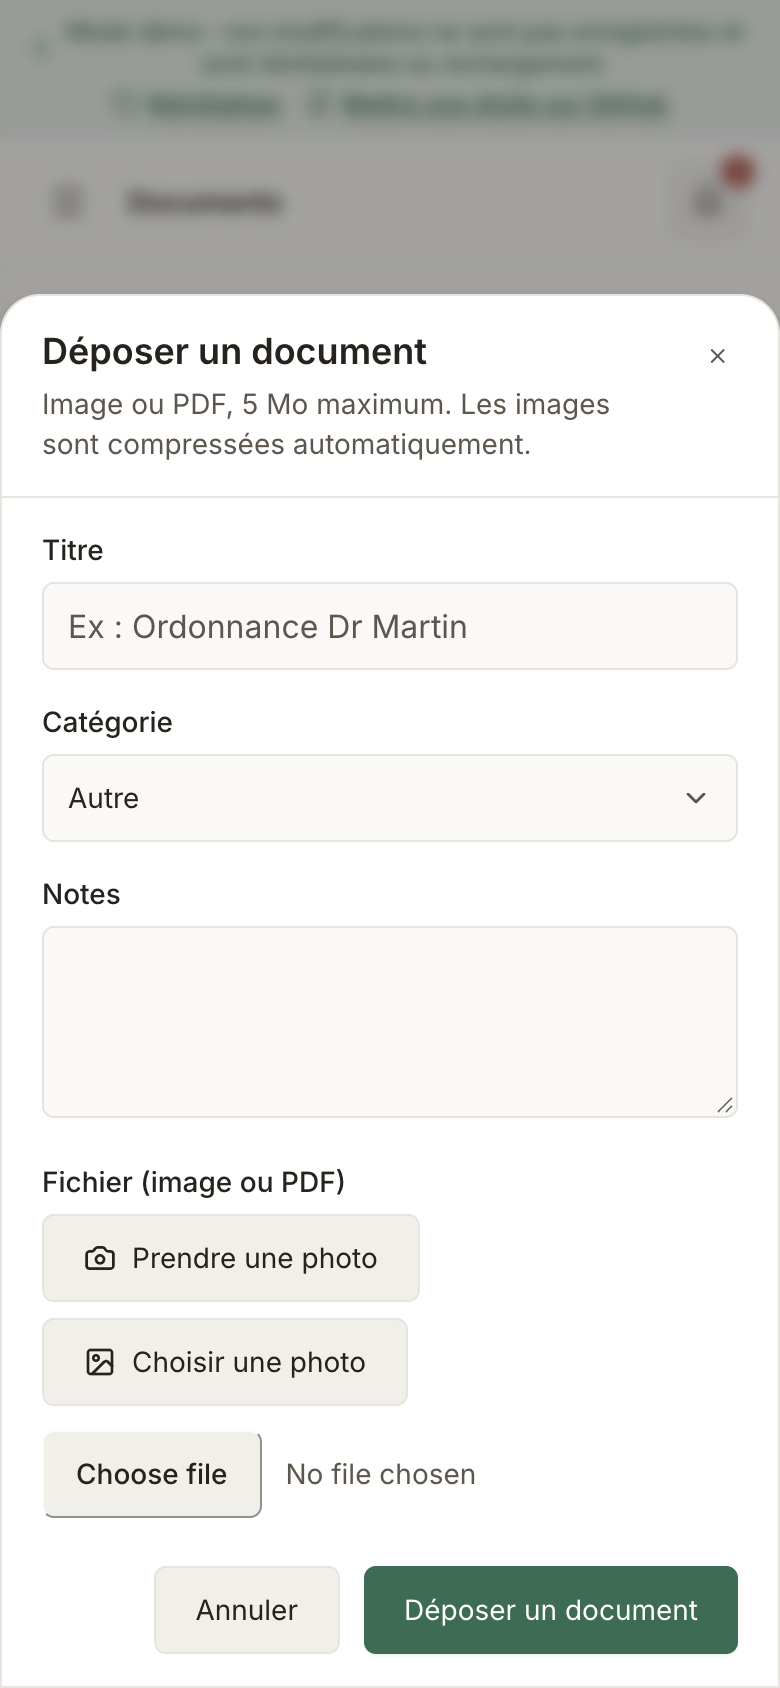 Documents
Déposer un document
Image ou PDF, 5 Mo maximum. Les images
sont compressées automatiquement.
Titre
Ex : Ordonnance Dr Martin
Catégorie
Autre
Notes
Fichier (image ou PDF)
Prendre une photo
Choisir une photo
Choose file No file chosen
Annuler Déposer un document